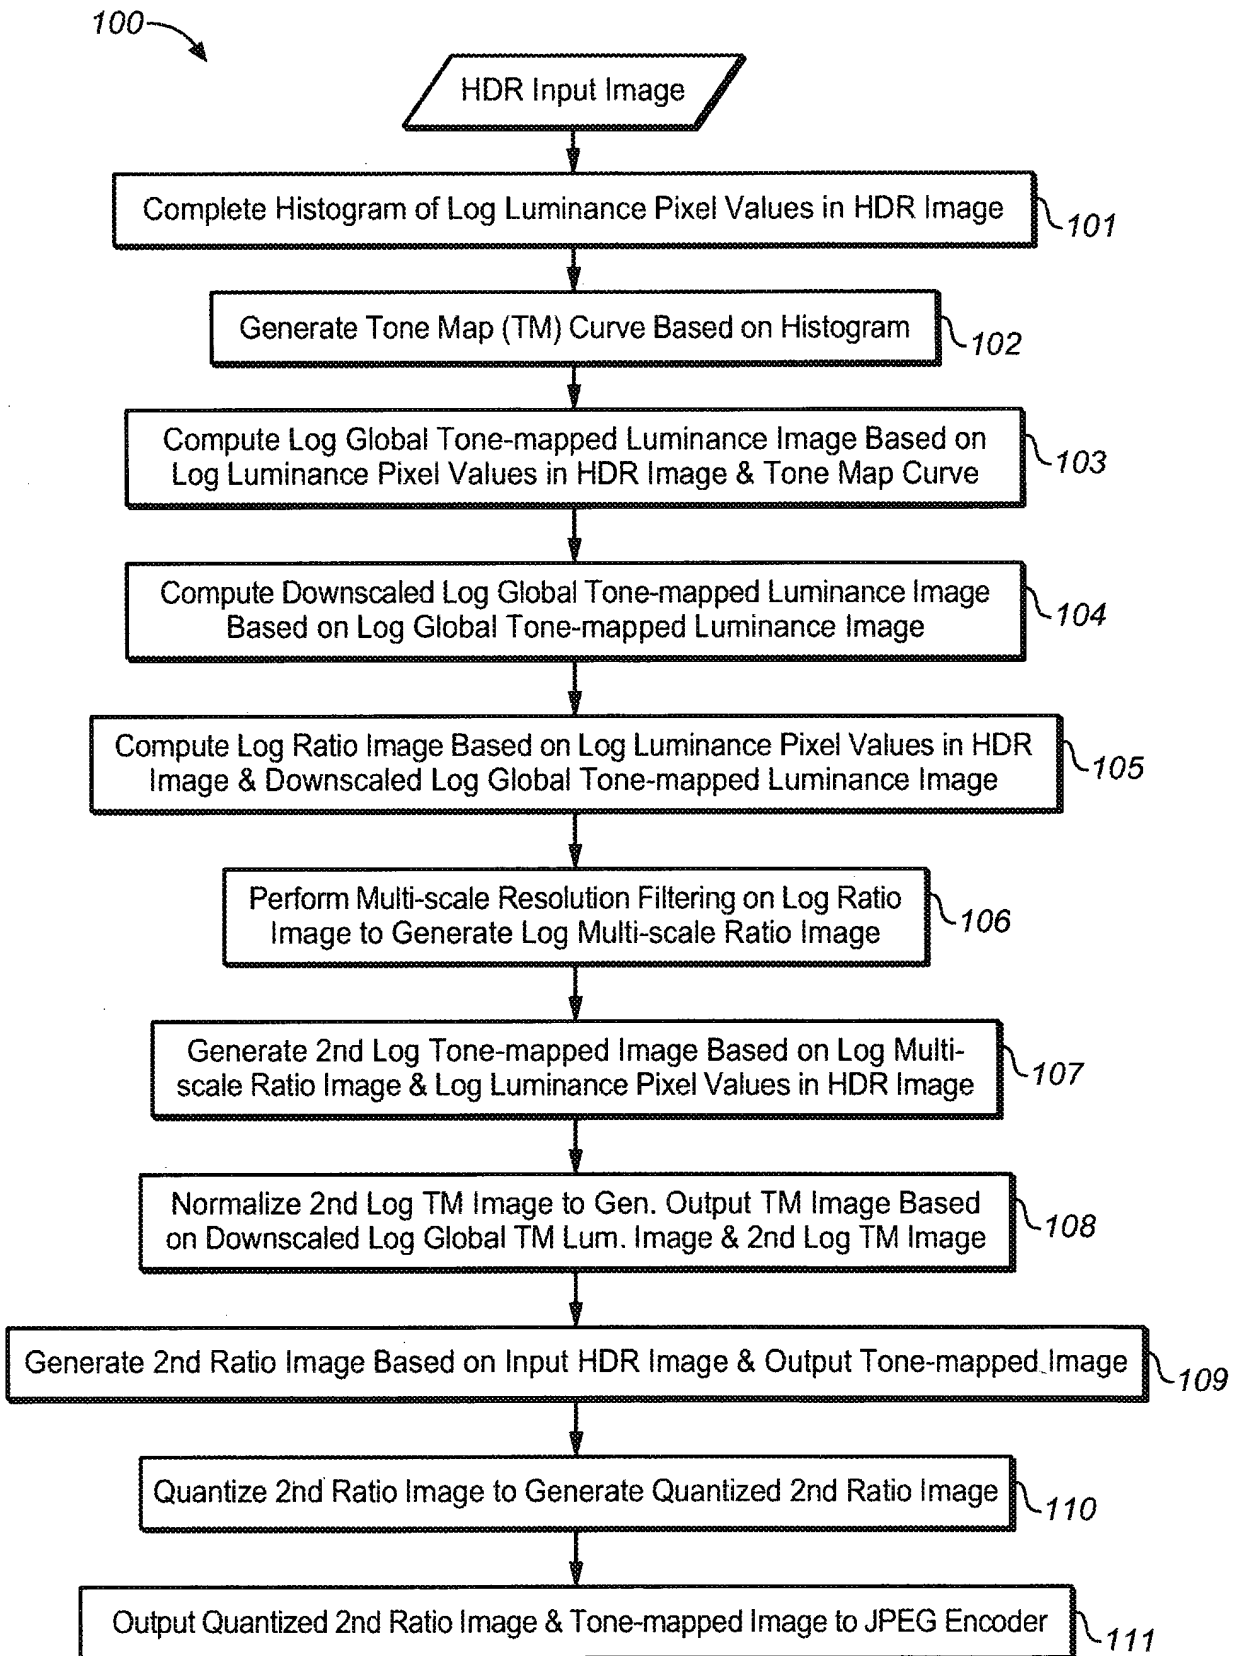 100
HDR Input Image
Complete Histogram of Log Luminance Pixel Values in HDR Image
101
Generate Tone Map (TM) Curve Based on Histogram
102
Compute Log Global Tone-mapped Luminance Image Based on
Log Luminance Pixel Values in HDR Image & Tone Map Curve
103
Compute Downscaled Log Global Tone-mapped Luminance Image
Based on Log Global Tone-mapped Luminance Image
104
Compute Log Ratio Image Based on Log Luminance Pixel Values in HDR
Image & Downscaled Log Global Tone-mapped Luminance Image
105
Perform Multi-scale Resolution Filtering on Log Ratio
Image to Generate Log Multi-scale Ratio Image
106
Generate 2nd Log Tone-mapped Image Based on Log Multi-
scale Ratio Image & Log Luminance Pixel Values in HDR Image
107
Normalize 2nd Log TM Image to Gen. Output TM Image Based
on Downscaled Log Global TM Lum. Image & 2nd Log TM Image
108
Generate 2nd Ratio Image Based on Input HDR Image & Output Tone-mapped Image
109
Quantize 2nd Ratio Image to Generate Quantized 2nd Ratio Image
110
Output Quantized 2nd Ratio Image & Tone-mapped Image to JPEG Encoder
111